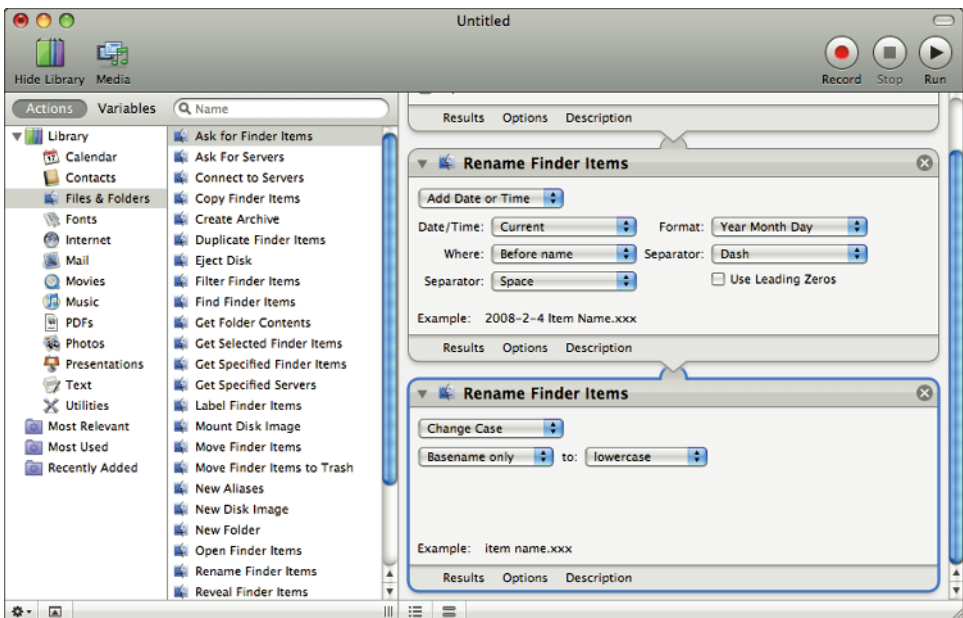 Untitled
Hide Library Media Record Stop Run
Actions Variables Name
Library
Calendar
Contacts
Files & Folders
Fonts
Internet
Mail
Movies
Music
PDFs
Photos
Presentations
Text
Utilities
Most Relevant
Most Used
Recently Added
Ask for Finder Items
Ask For Servers
Connect to Servers
Copy Finder Items
Create Archive
Duplicate Finder Items
Eject Disk
Filter Finder Items
Find Finder Items
Get Folder Contents
Get Selected Finder Items
Get Specified Finder Items
Get Specified Servers
Label Finder Items
Mount Disk Image
Move Finder Items
Move Finder Items to Trash
New Aliases
New Disk Image
New Folder
Open Finder Items
Rename Finder Items
Reveal Finder Items
Results Options Description
Rename Finder Items
Add Date or Time
Date/Time: Current Format: Year Month Day
Where: Before name Separator: Dash
Separator: Space Use Leading Zeros
Example: 2008-2-4 Item Name.xxx
Results Options Description
Rename Finder Items
Change Case
Basename only to: lowercase
Example: item name.xxx
Results Options Description